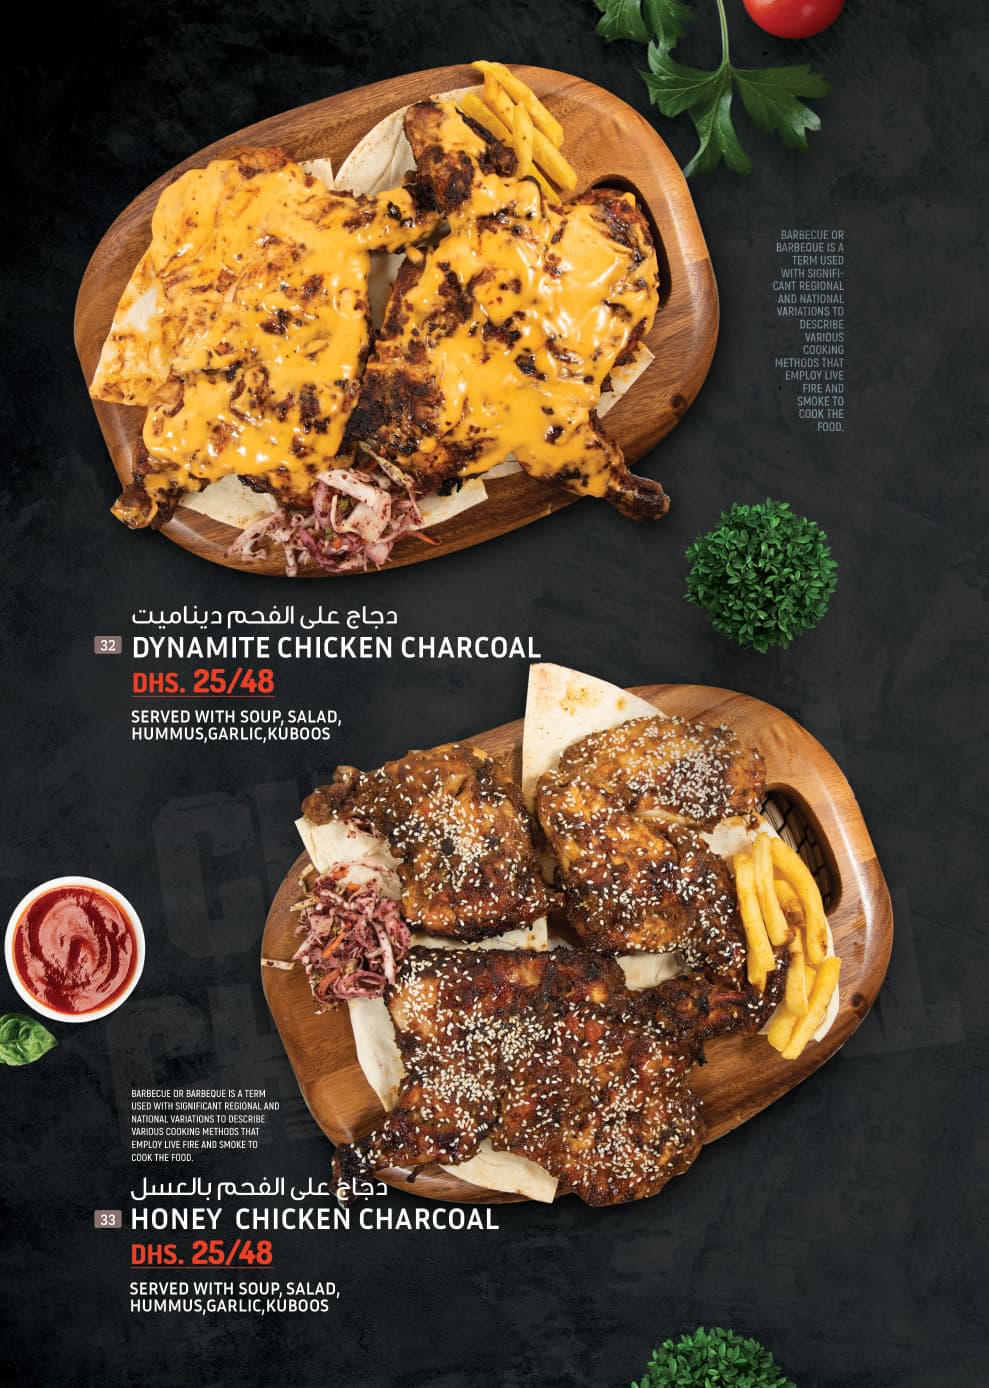 BARBECUE OR
BARBEQUE IS A
TERM USED
WITH SIGNIFI-
CANT REGIONAL
AND NATIONAL
VARIATIONS TO
DESCRIBE
VARIOUS
COOKING
METHODS THAT
EMPLOY LIVE
FIRE AND
SMOKE TO
COOK THE
FOOD.
دجاج على الفحم ديناميت
32 DYNAMITE CHICKEN CHARCOAL
DHS. 25/48
SERVED WITH SOUP, SALAD,
HUMMUS,GARLIC,KUBOOS
BARBECUE OR BARBEQUE IS A TERM
USED WITH SIGNIFICANT REGIONAL AND
NATIONAL VARIATIONS TO DESCRIBE
VARIOUS COOKING METHODS THAT
EMPLOY LIVE FIRE AND SMOKE TO
COOK THE FOOD.
دجاج على الفحم بالعسل
33 HONEY CHICKEN CHARCOAL
DHS. 25/48
SERVED WITH SOUP, SALAD,
HUMMUS,GARLIC,KUBOOS